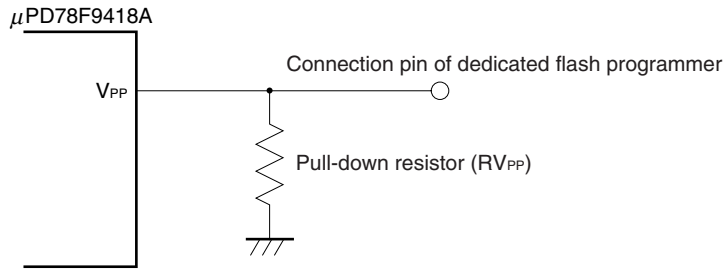 μPD78F9418A
Connection pin of dedicated flash programmer
VPP
Pull-down resistor (RVPP)